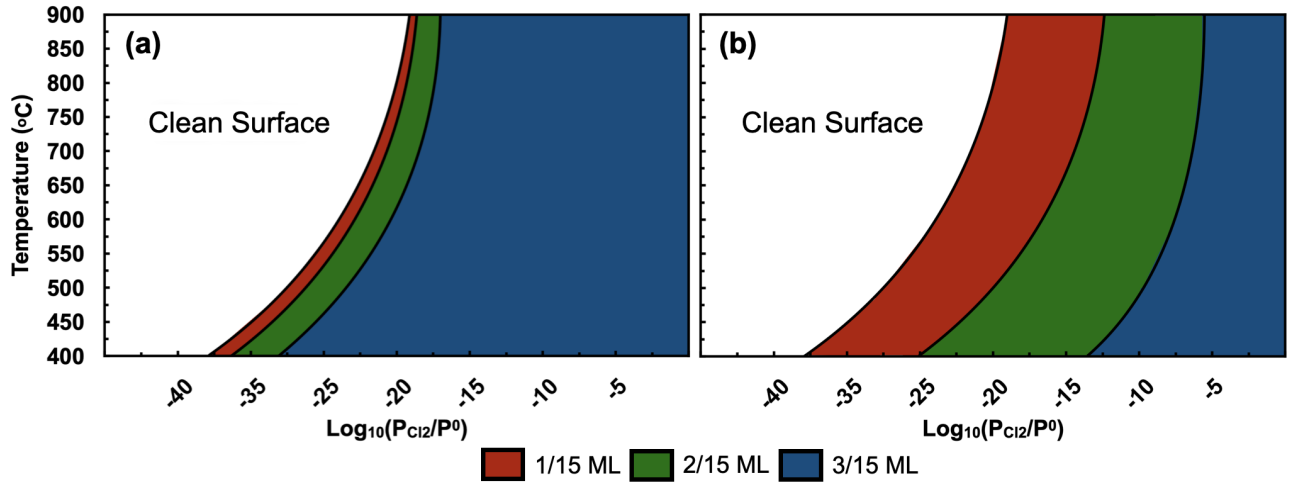 (a)
Clean Surface
Temperature (oC)
900
850
800
750
700
650
600
550
500
450
400
-40
-35
-25
-20
-15
-10
-5
Log10(PCl2/P0)
(b)
Clean Surface
-40
-35
-25
-20
-15
-10
-5
Log10(PCl2/P0)
1/15 ML
2/15 ML
3/15 ML